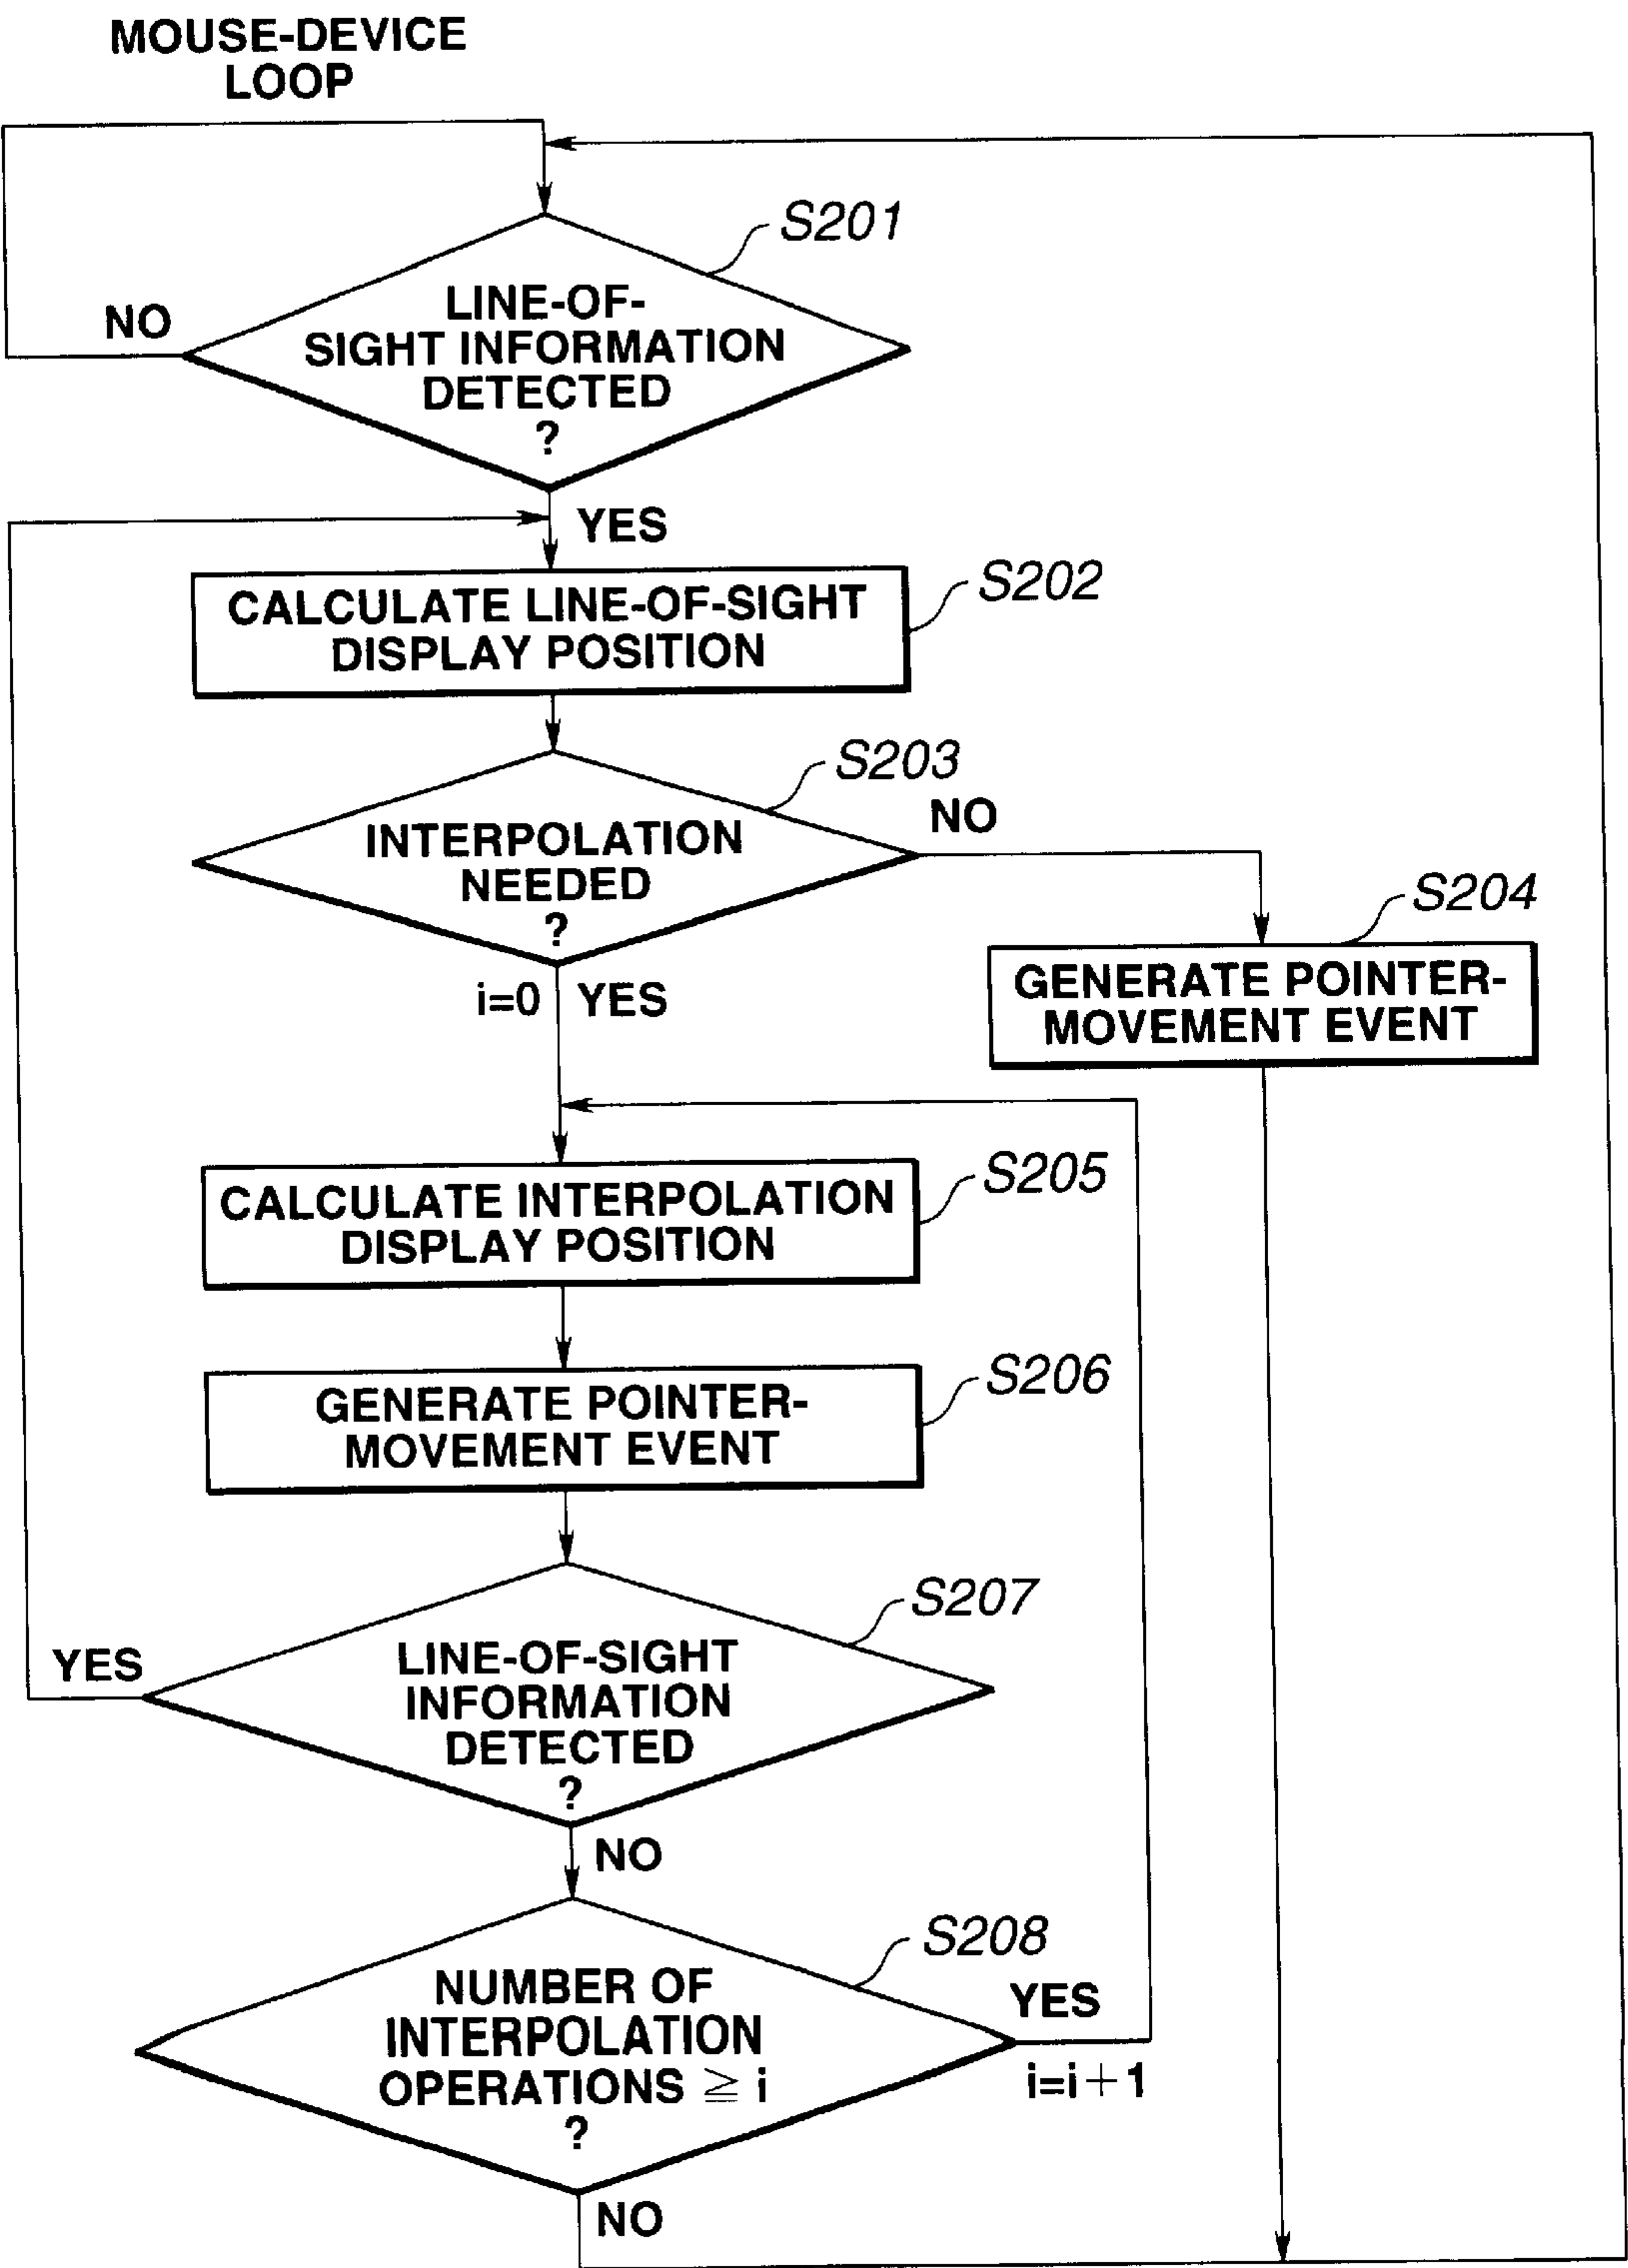 MOUSE-DEVICE
LOOP
S201
LINE-OF-
SIGHT INFORMATION
DETECTED
?
NO
YES
S202
CALCULATE LINE-OF-SIGHT
DISPLAY POSITION
S203
INTERPOLATION
NEEDED
?
NO
i=0 YES
S204
GENERATE POINTER-
MOVEMENT EVENT
S205
CALCULATE INTERPOLATION
DISPLAY POSITION
S206
GENERATE POINTER-
MOVEMENT EVENT
S207
LINE-OF-SIGHT
INFORMATION
DETECTED
?
YES
NO
S208
NUMBER OF
INTERPOLATION
OPERATIONS ≧ i
?
YES
i=i+1
NO